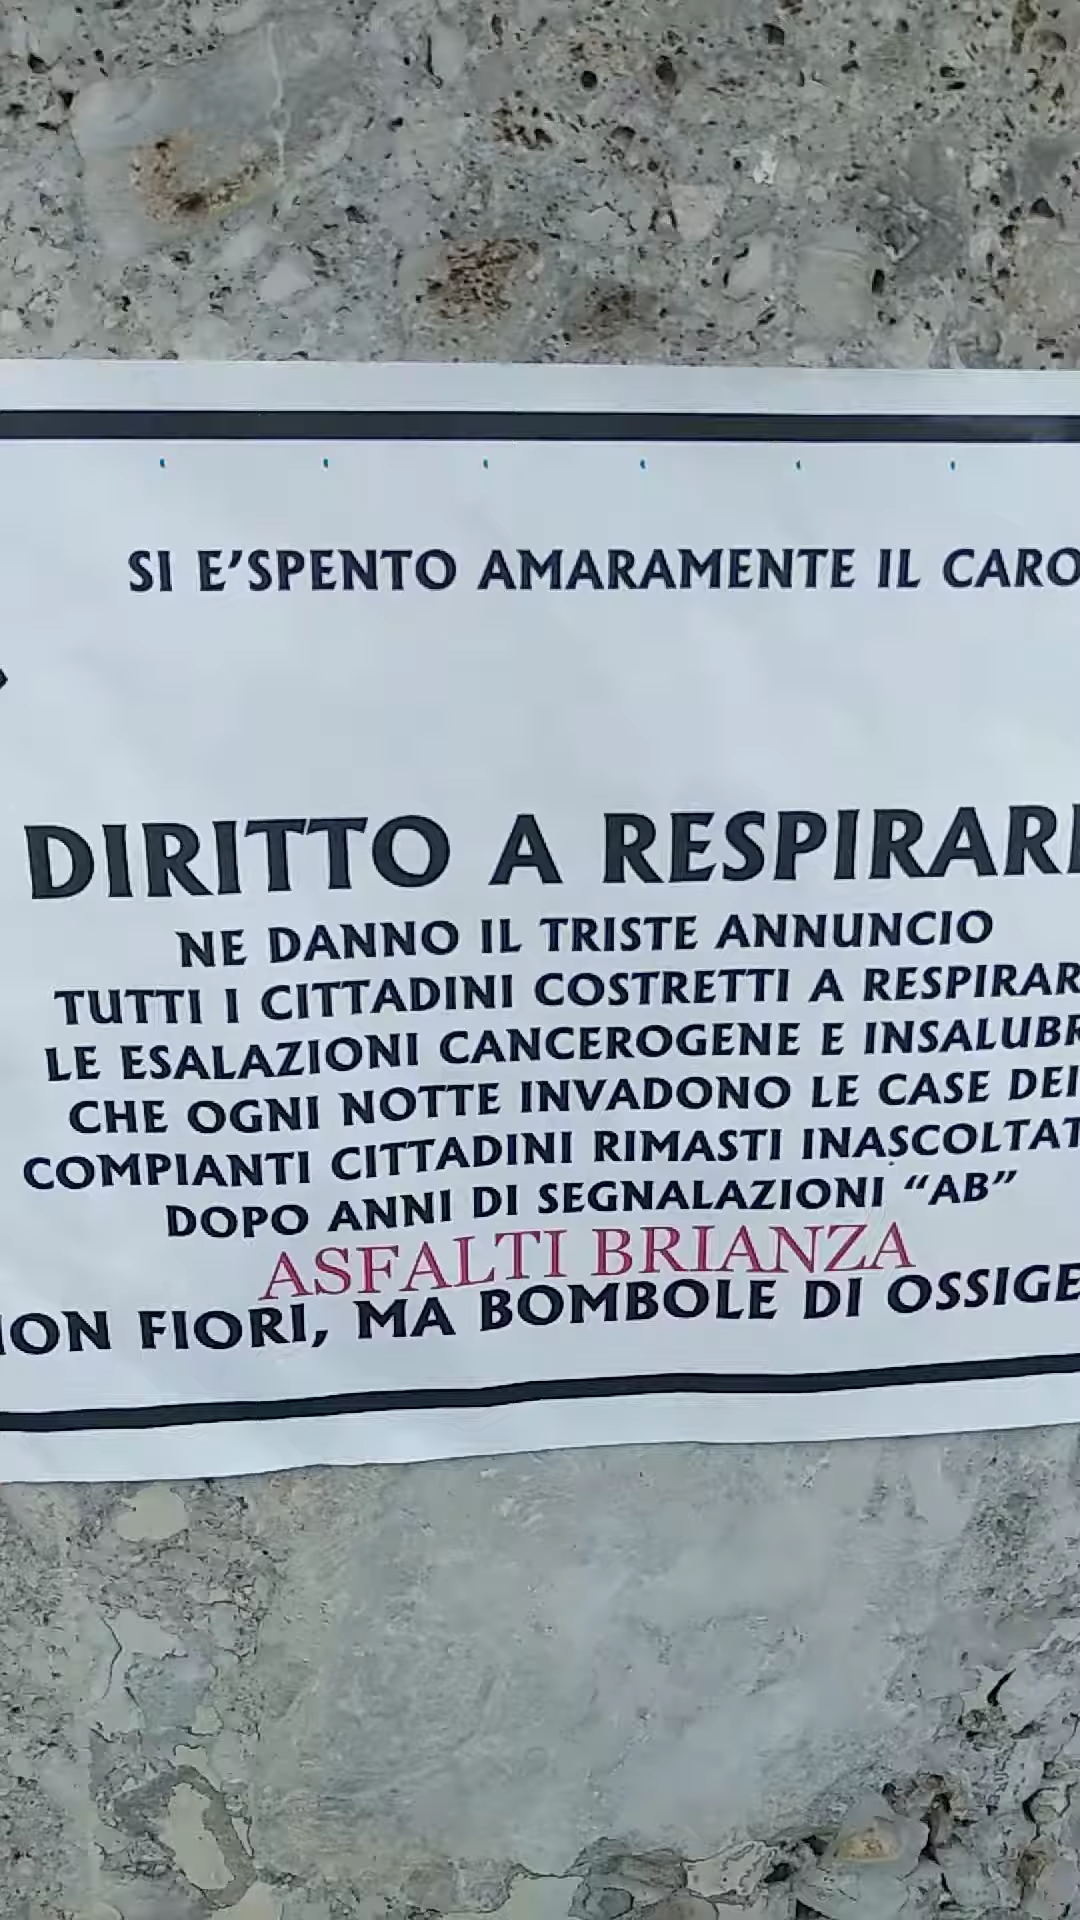 SI E'SPENTO AMARAMENTE IL CARO
DIRITTO A RESPIRARE
NE DANNO IL TRISTE ANNUNCIO
TUTTI I CITTADINI COSTRETTI A RESPIRAR
LE ESALAZIONI CANCEROGENE E INSALUBR
CHE OGNI NOTTE INVADONO LE CASE DEI
COMPIANTI CITTADINI RIMASTI INASCOLTAT
DOPO ANNI DI SEGNALAZIONI "AB"
ASFALTI BRIANZA
ION FIORI, MA BOMBOLE DI OSSIGE